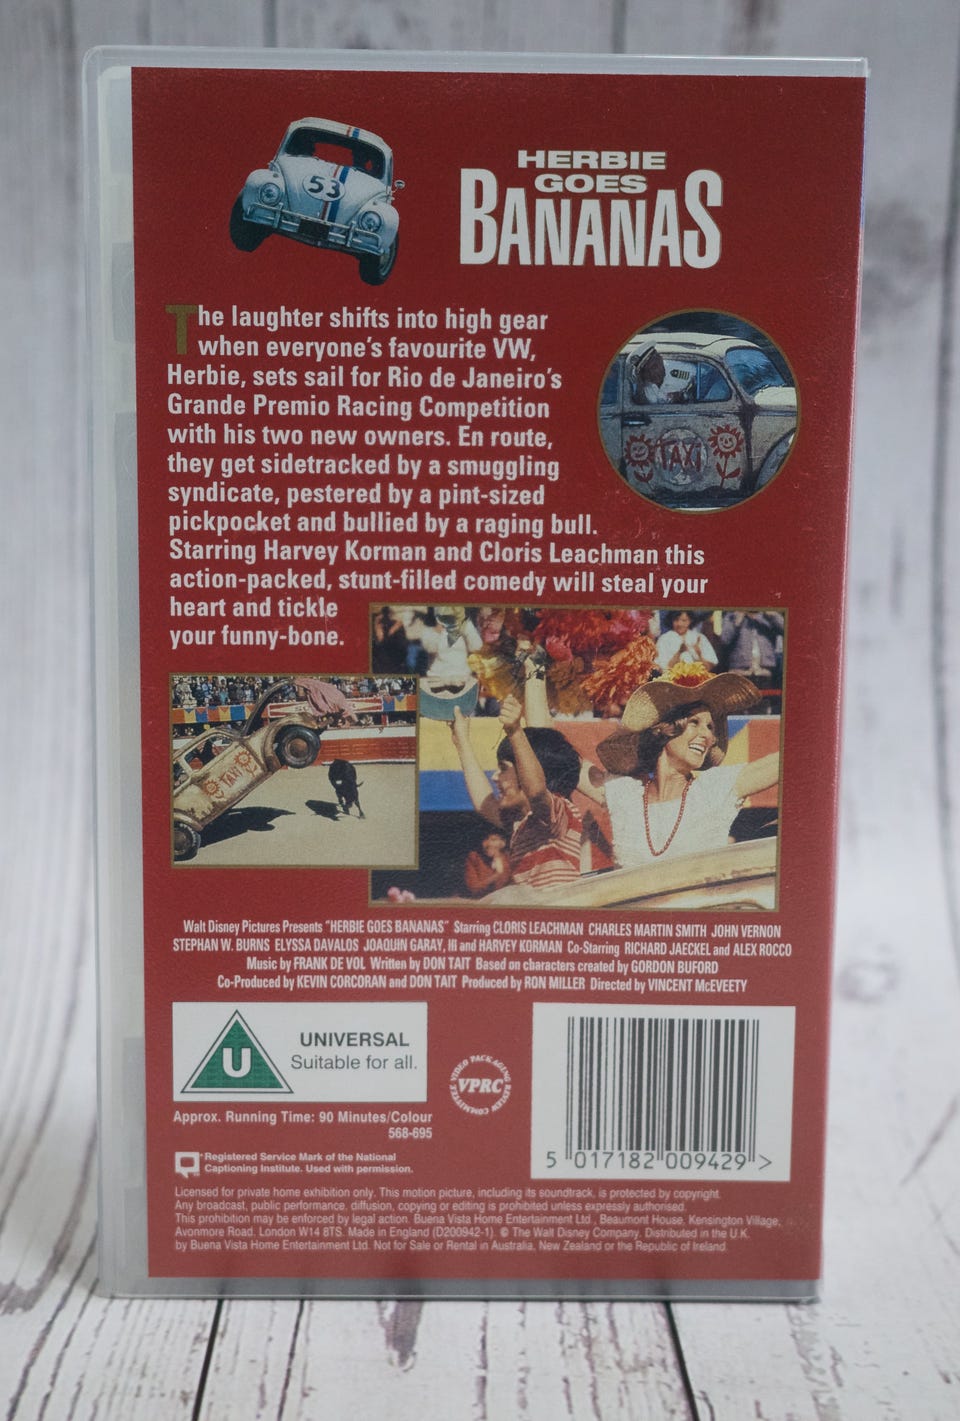 53
HERBIE
GOES
BANANAS
The laughter shifts into high gear
when everyone's favourite VW,
Herbie, sets sail for Rio de Janeiro's
Grande Premio Racing Competition
with his two new owners. En route,
they get sidetracked by a smuggling
syndicate, pestered by a pint-sized
pickpocket and bullied by a raging bull.
Starring Harvey Korman and Cloris Leachman this
action-packed, stunt-filled comedy will steal your
heart and tickle
your funny-bone.
TAXI
TAXI
Walt Disney Pictures Presents "HERBIE GOES BANANAS" Starring CLORIS LEACHMAN CHARLES MARTIN SMITH JOHN VERNON
STEPHAN W. BURNS ELYSSA DAVALOS JOAQUIN GARAY, III and HARVEY KORMAN Co-Starring RICHARD JAECKEL and ALEX ROCCO
Music by FRANK DE VOL Written by DON TAIT Based on characters created by GORDON BUFORD
Co-Produced by KEVIN CORCORAN and DON TAIT Produced by RON MILLER Directed by VINCENT McEVEETY
U
UNIVERSAL
Suitable for all.
VIDEO PACKAGING REVIEW COMMITTEE
VPRC
Approx. Running Time: 90 Minutes/Colour
568-695
Registered Service Mark of the National
Captioning Institute. Used with permission.
5 017182 009429 >
Licensed for private home exhibition only. This motion picture, including its soundtrack, is protected by copyright.
Any broadcast, public performance, diffusion, copying or editing is prohibited unless expressly authorised.
This prohibition may be enforced by legal action. Buena Vista Home Entertainment Ltd., Beaumont House, Kensington Village,
Avonmore Road, London W14 8TS. Made in England (D200942-1). © The Walt Disney Company. Distributed in the U.K.
by Buena Vista Home Entertainment Ltd. Not for Sale or Rental in Australia, New Zealand or the Republic of Ireland.